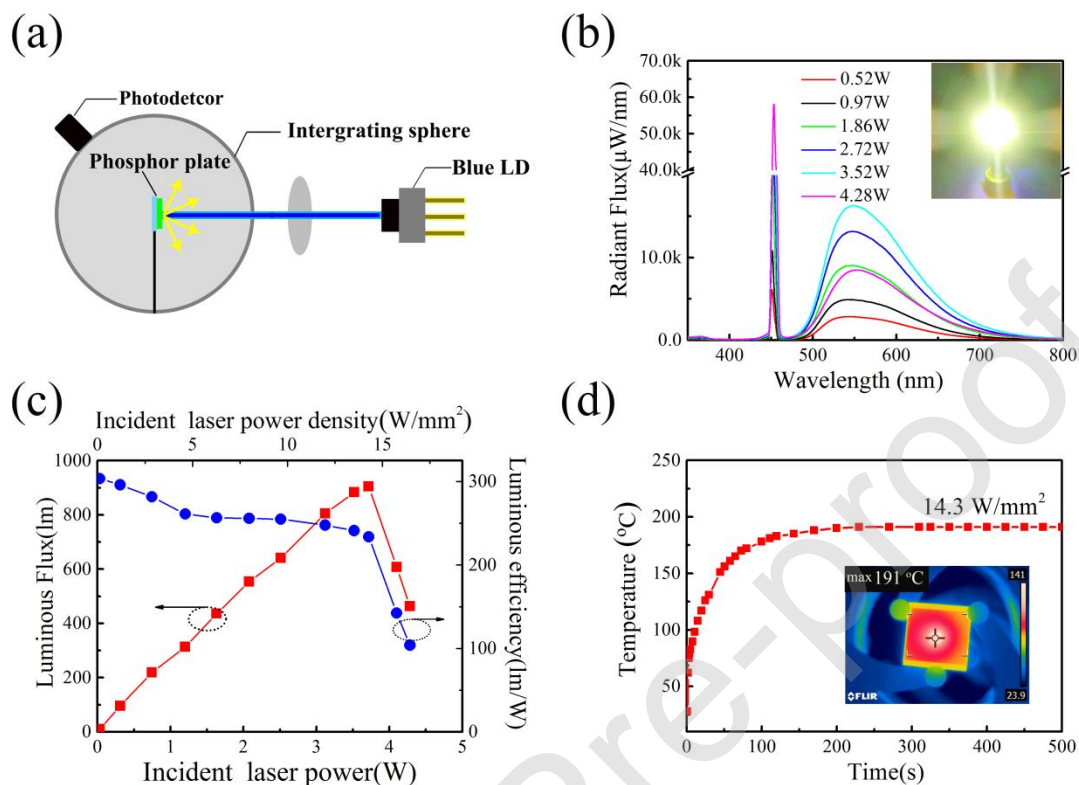 (a)
Photodetcor
Intergrating sphere
Phosphor plate
Blue LD
(b)
70.0k
60.0k
50.0k
40.0k
10.0k
0.0
Radiant Flux(μW/nm)
0.52W
0.97W
1.86W
2.72W
3.52W
4.28W
400 500 600 700 800
Wavelength (nm)
(c)
Incident laser power density(W/mm²)
0 5 10 15
1000
800
600
400
200
0
Luminous Flux(lm)
300
200
100
0
Luminous efficiency(lm/W)
0 1 2 3 4 5
Incident laser power(W)
(d)
250
200
150
100
50
0
Temperature (°C)
14.3 W/mm²
max 191 °C
141
23.9
FLIR
0 100 200 300 400 500
Time(s)
Pre-proof